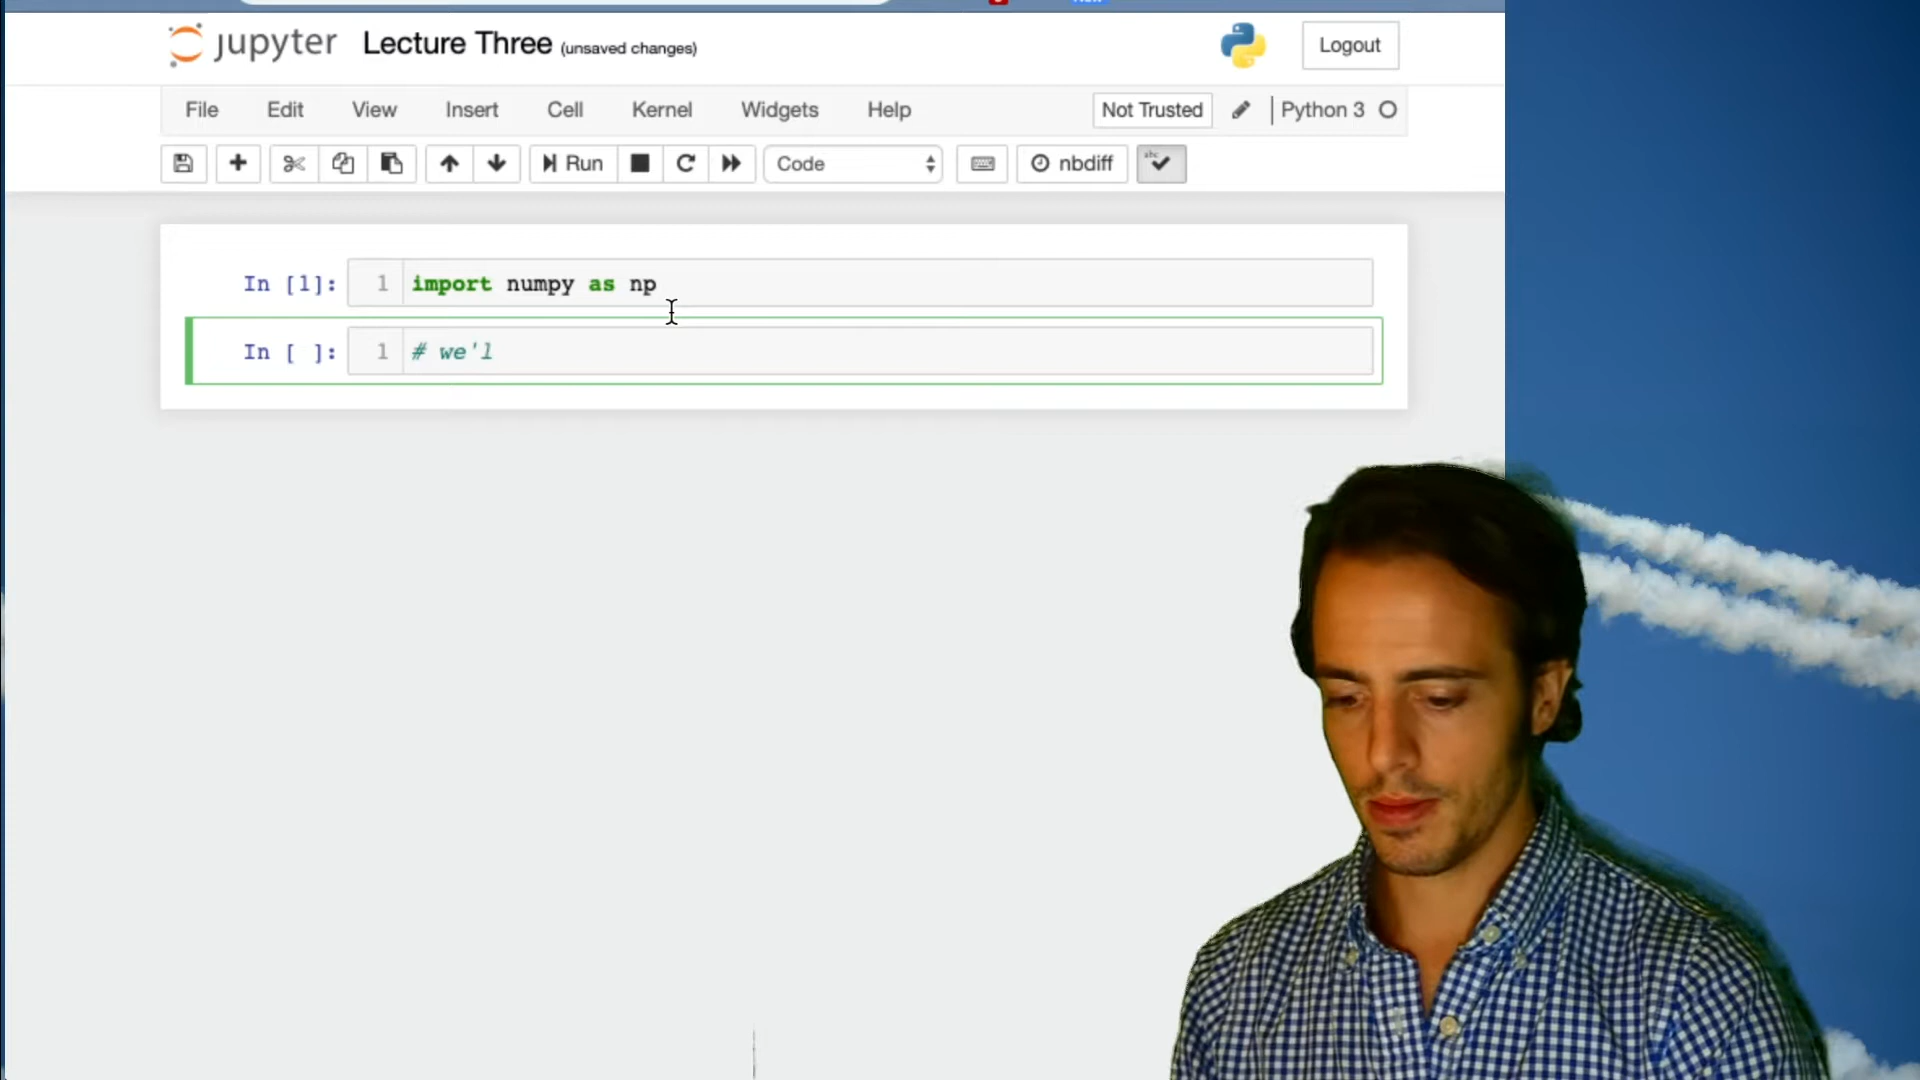 jupyter Lecture Three (unsaved changes) Logout
File Edit View Insert Cell Kernel Widgets Help Not Trusted Python 3
Run Code nbdiff abc
In [1]: 1 import numpy as np
In [ ]: 1 # we'l